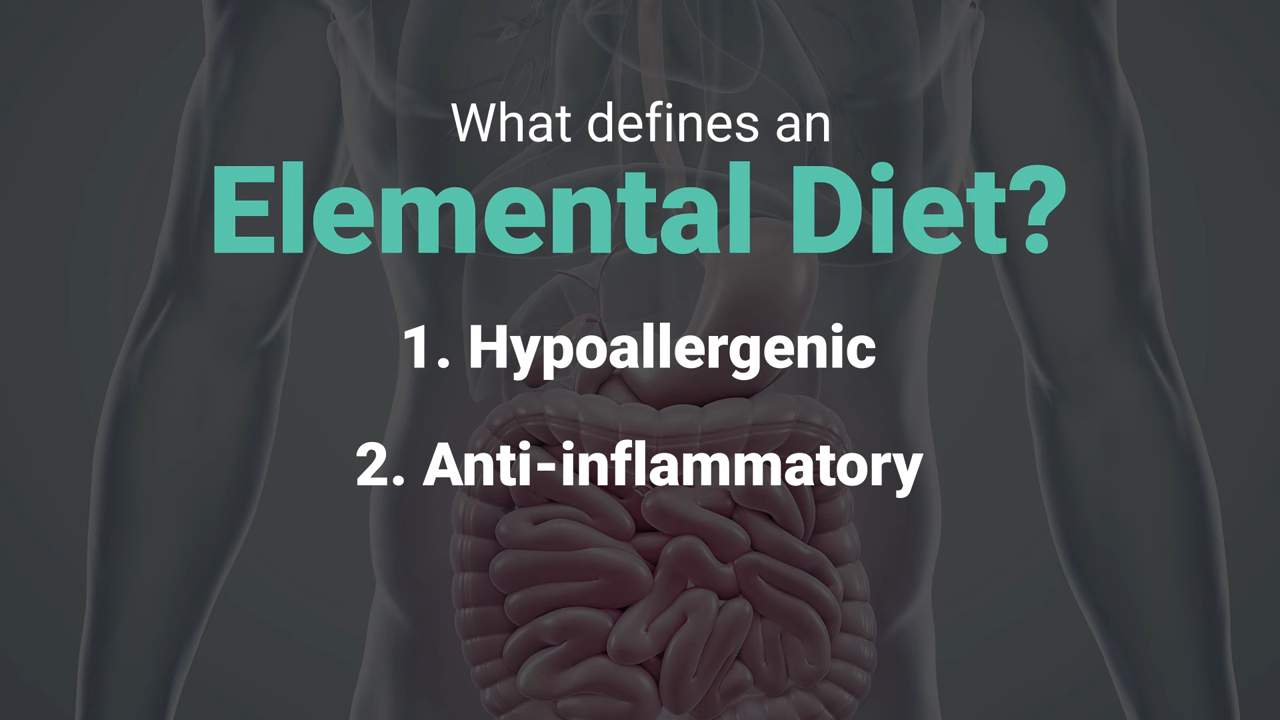 What defines an
Elemental Diet?
1. Hypoallergenic
2. Anti-inflammatory